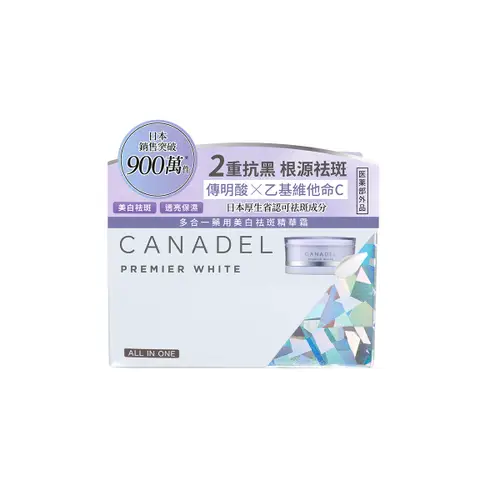 日本
銷售突破
900萬件*
2重抗黑 根源祛斑
傳明酸×乙基維他命C
日本厚生省認可祛斑成分
医薬部外品
美白祛斑
透亮保濕
多合一藥用美白祛斑精華霜
CANADEL
PREMIER WHITE
CANADEL
ALL IN ONE